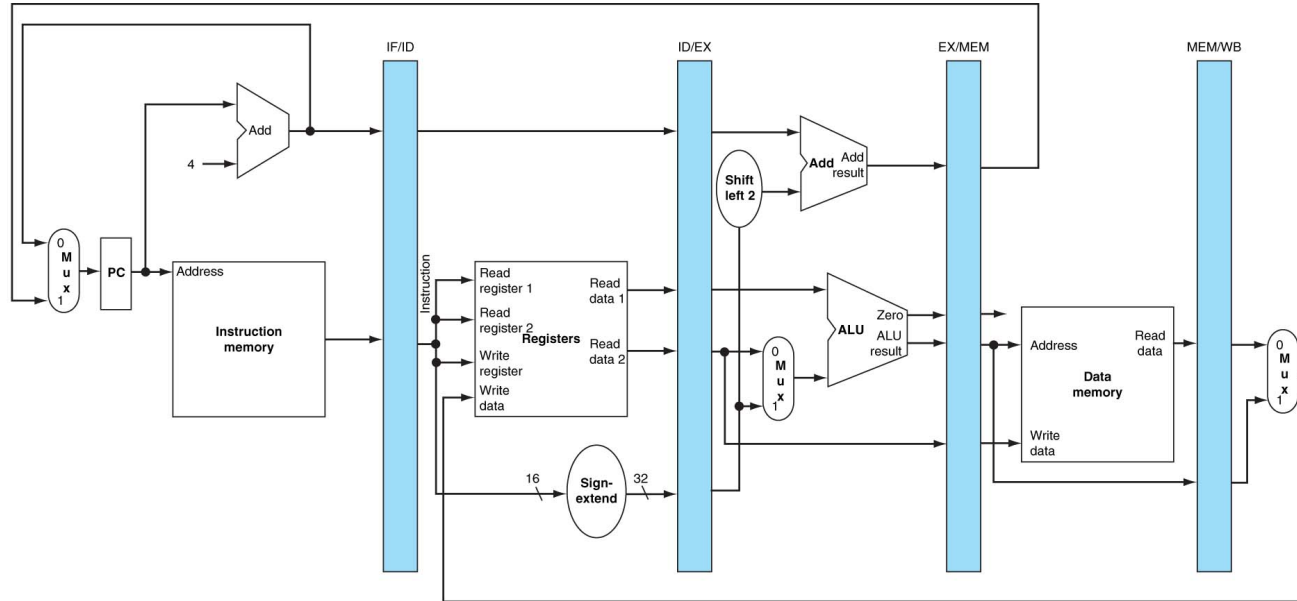 IF/ID
ID/EX
EX/MEM
MEM/WB
Add
4
Add
Add
result
Shift
left 2
0
M
u
x
1
PC
Address
Instruction
memory
Instruction
Read
register 1
Read
register 2
Registers
Write
register
Write
data
Read
data 1
Read
data 2
0
M
u
x
1
Zero
ALU
ALU
result
Address
Read
data
Data
memory
Write
data
0
M
u
x
1
16
Sign-
extend
32